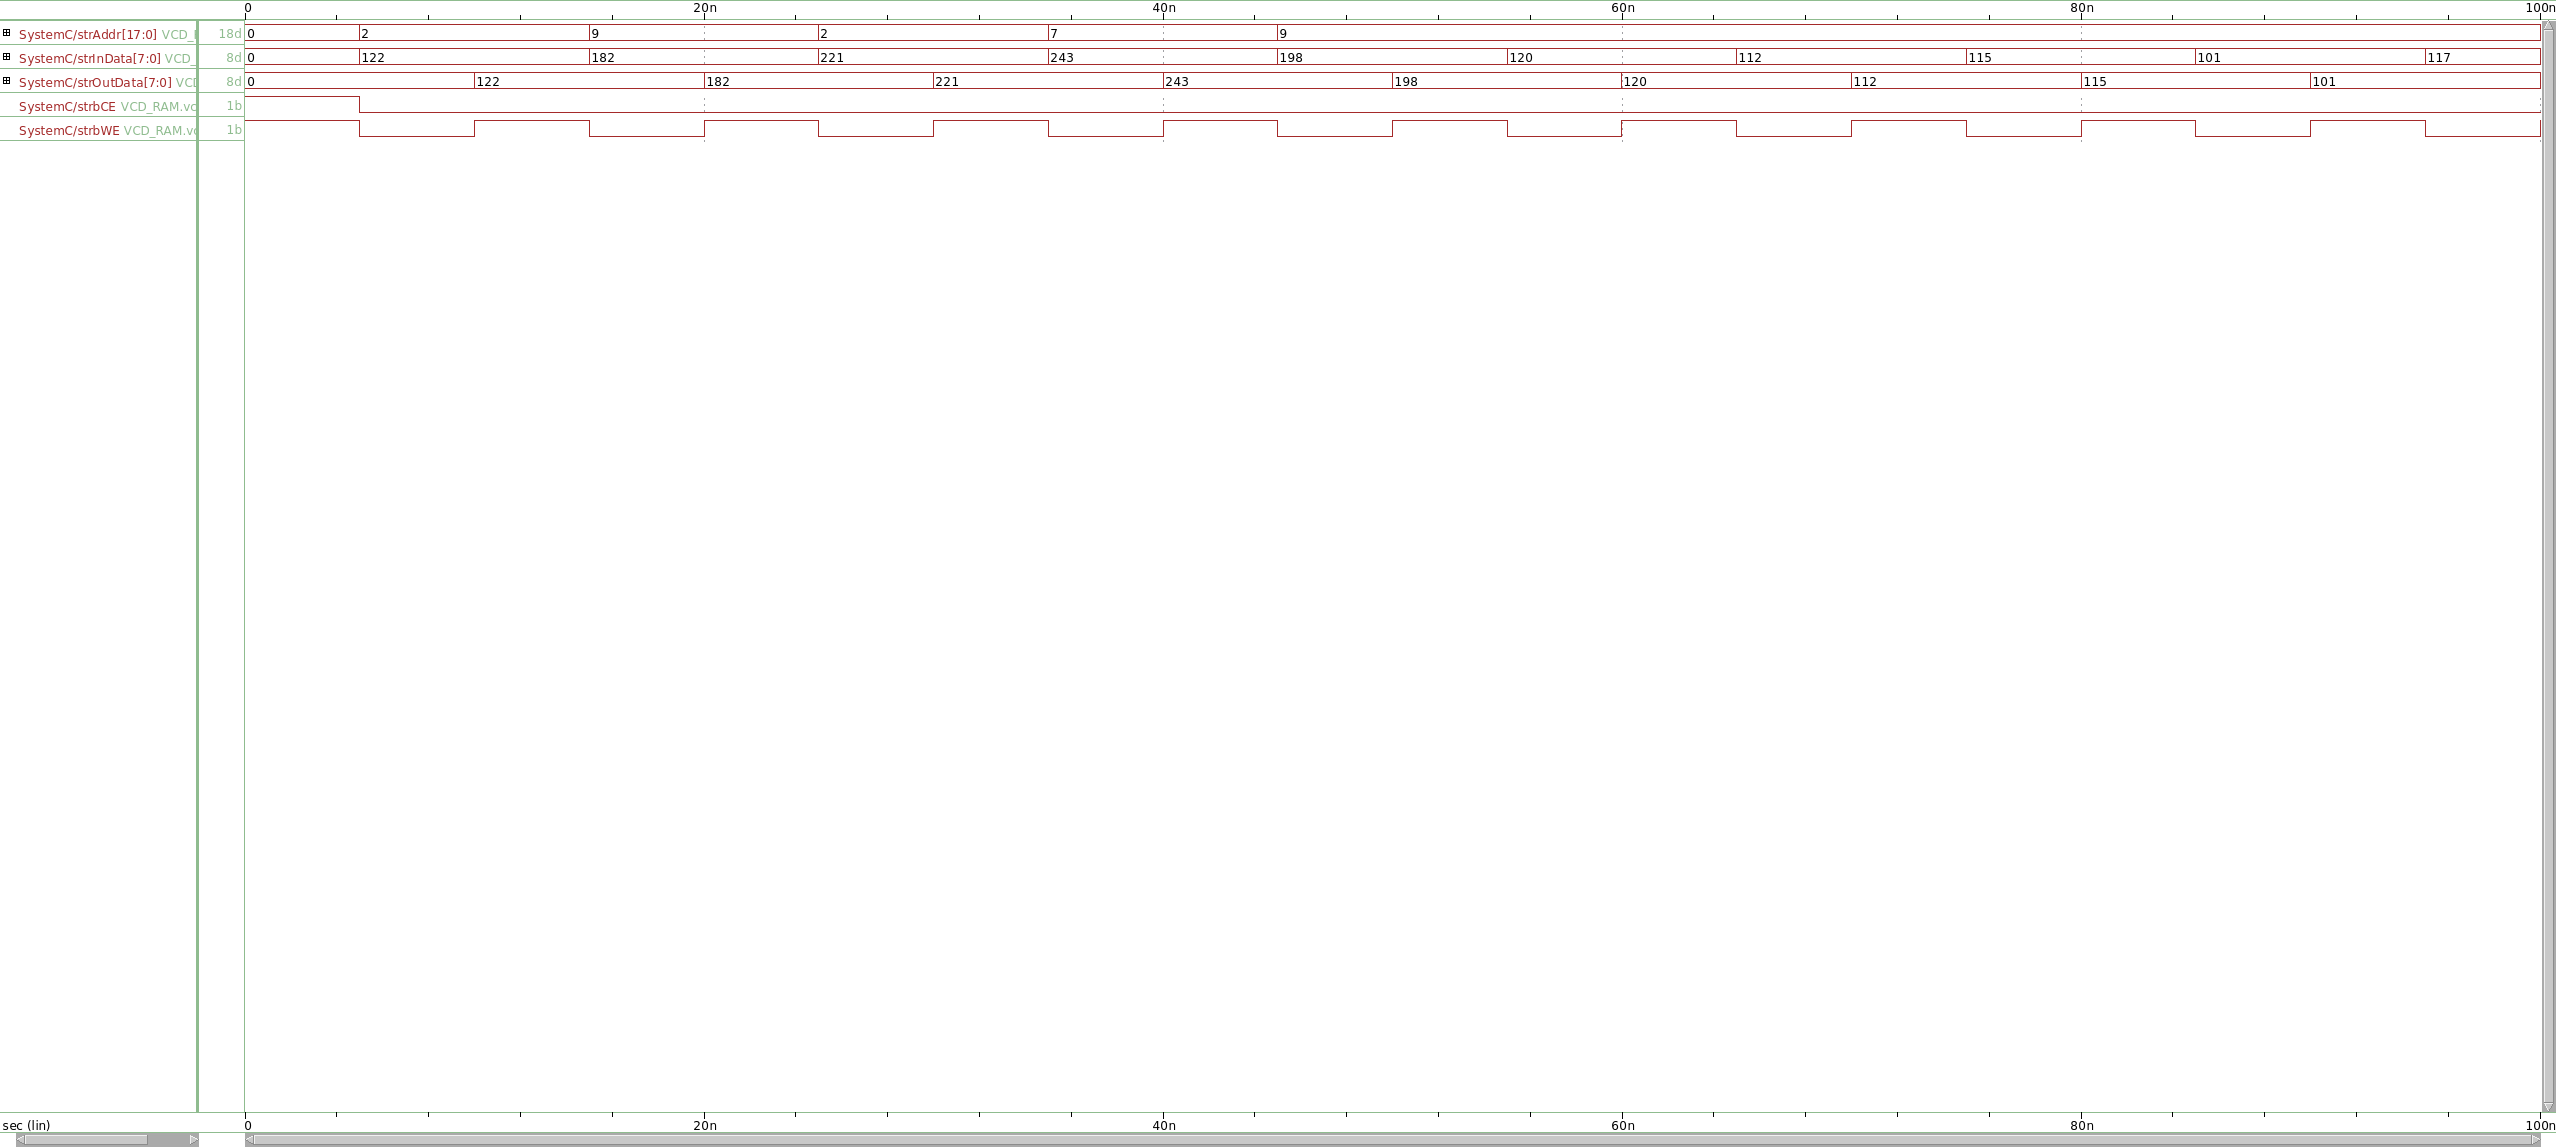 0 20n 40n 60n 80n 100n
SystemC/strAddr[17:0] VCD_ 18d 0 2 9 2 7 9
SystemC/strInData[7:0] VCD_ 8d 0 122 182 221 243 198 120 112 115 101 117
SystemC/strOutData[7:0] VCD 8d 0 122 182 221 243 198 120 112 115 101
SystemC/strbCE VCD_RAM.vc 1b
SystemC/strbWE VCD_RAM.vc 1b
sec (lin) 0 20n 40n 60n 80n 100n